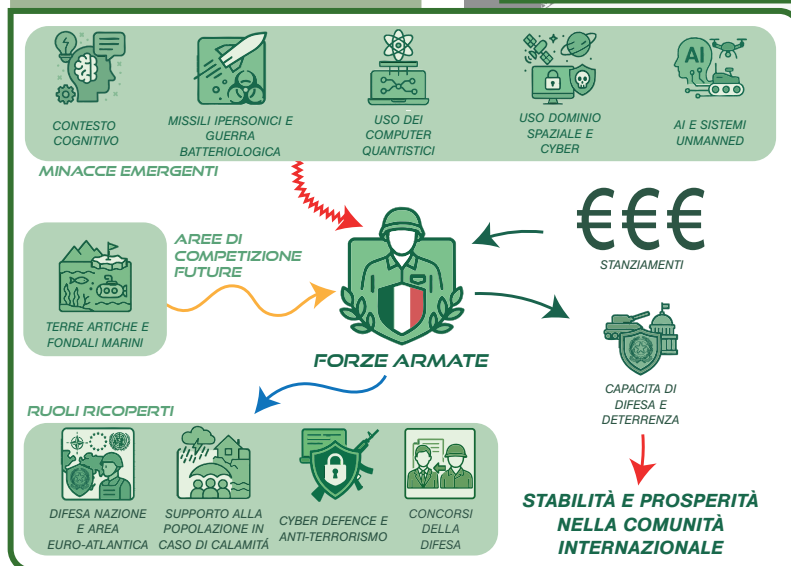 CONTESTO
COGNITIVO
MISSILI IPERSONICI E
GUERRA
BATTERIOLOGICA
USO DEI
COMPUTER
QUANTISTICI
USO DOMINIO
SPAZIALE E
CYBER
AI
AI E SISTEMI
UNMANNED
MINACCE EMERGENTI
AREE DI
COMPETIZIONE
FUTURE
TERRE ARTICHE E
FONDALI MARINI
€€€
STANZIAMENTI
FORZE ARMATE
CAPACITA DI
DIFESA E
DETERRENZA
RUOLI RICOPERTI
DIFESA NAZIONE
E AREA
EURO-ATLANTICA
SUPPORTO ALLA
POPOLAZIONE IN
CASO DI CALAMITÁ
CYBER DEFENCE E
ANTI-TERRORISMO
CONCORSI
DELLA
DIFESA
STABILITÀ E PROSPERITÀ
NELLA COMUNITÀ
INTERNAZIONALE